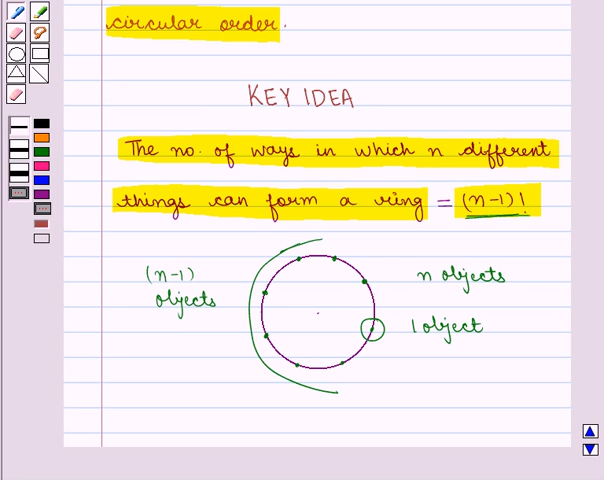 circular order.
KEY IDEA
The no. of ways in which n different
things can form a ring = (n-1)!
(n-1)
objects
n objects
1 object